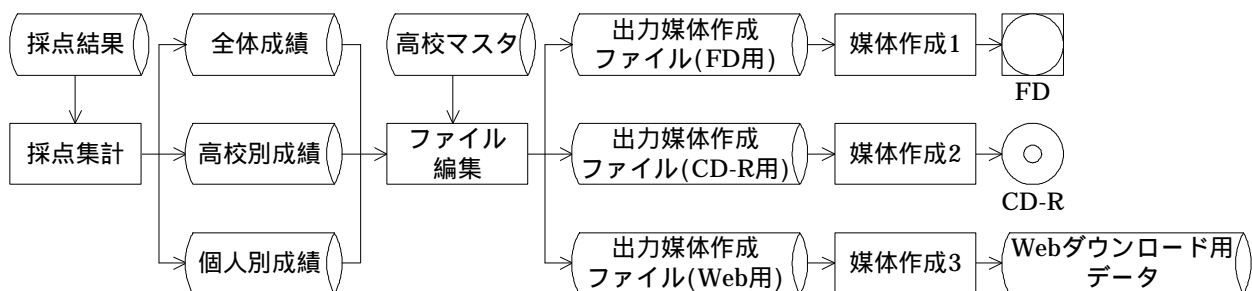 採点結果
全体成績
高校マスタ
出力媒体作成
ファイル(FD用)
媒体作成1
FD
採点集計
高校別成績
ファイル
編集
出力媒体作成
ファイル(CD-R用)
媒体作成2
CD-R
個人別成績
出力媒体作成
ファイル(Web用)
媒体作成3
Webダウンロード用
データ